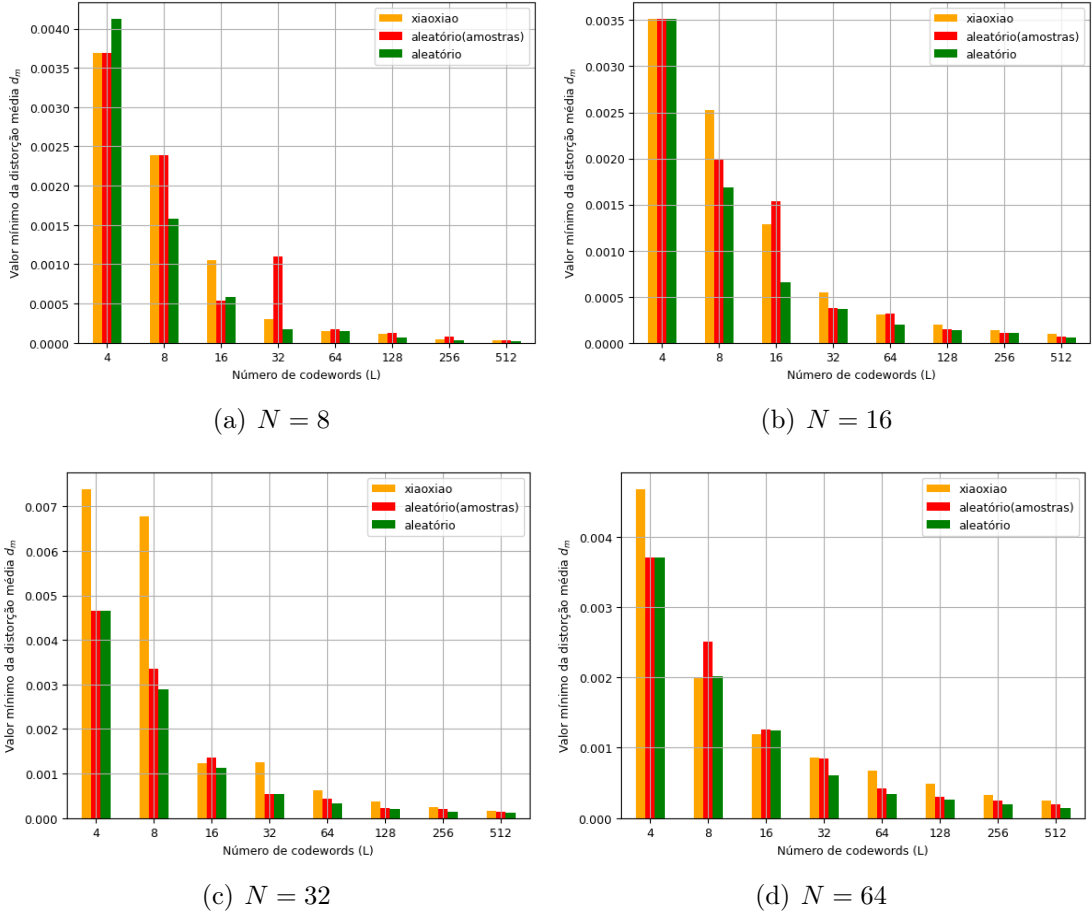 0.0040
0.0035
0.0030
0.0025
0.0020
0.0015
0.0010
0.0005
0.0000
Valor mínimo da distorção média d_m
xiaoxiao
aleatório(amostras)
aleatório
4 8 16 32 64 128 256 512
Número de codewords (L)
(a) N = 8
0.0035
0.0030
0.0025
0.0020
0.0015
0.0010
0.0005
0.0000
Valor mínimo da distorção média d_m
xiaoxiao
aleatório(amostras)
aleatório
4 8 16 32 64 128 256 512
Número de codewords (L)
(b) N = 16
0.007
0.006
0.005
0.004
0.003
0.002
0.001
0.000
Valor mínimo da distorção média d_m
xiaoxiao
aleatório(amostras)
aleatório
4 8 16 32 64 128 256 512
Número de codewords (L)
(c) N = 32
0.004
0.003
0.002
0.001
0.000
Valor mínimo da distorção média d_m
xiaoxiao
aleatório(amostras)
aleatório
4 8 16 32 64 128 256 512
Número de codewords (L)
(d) N = 64